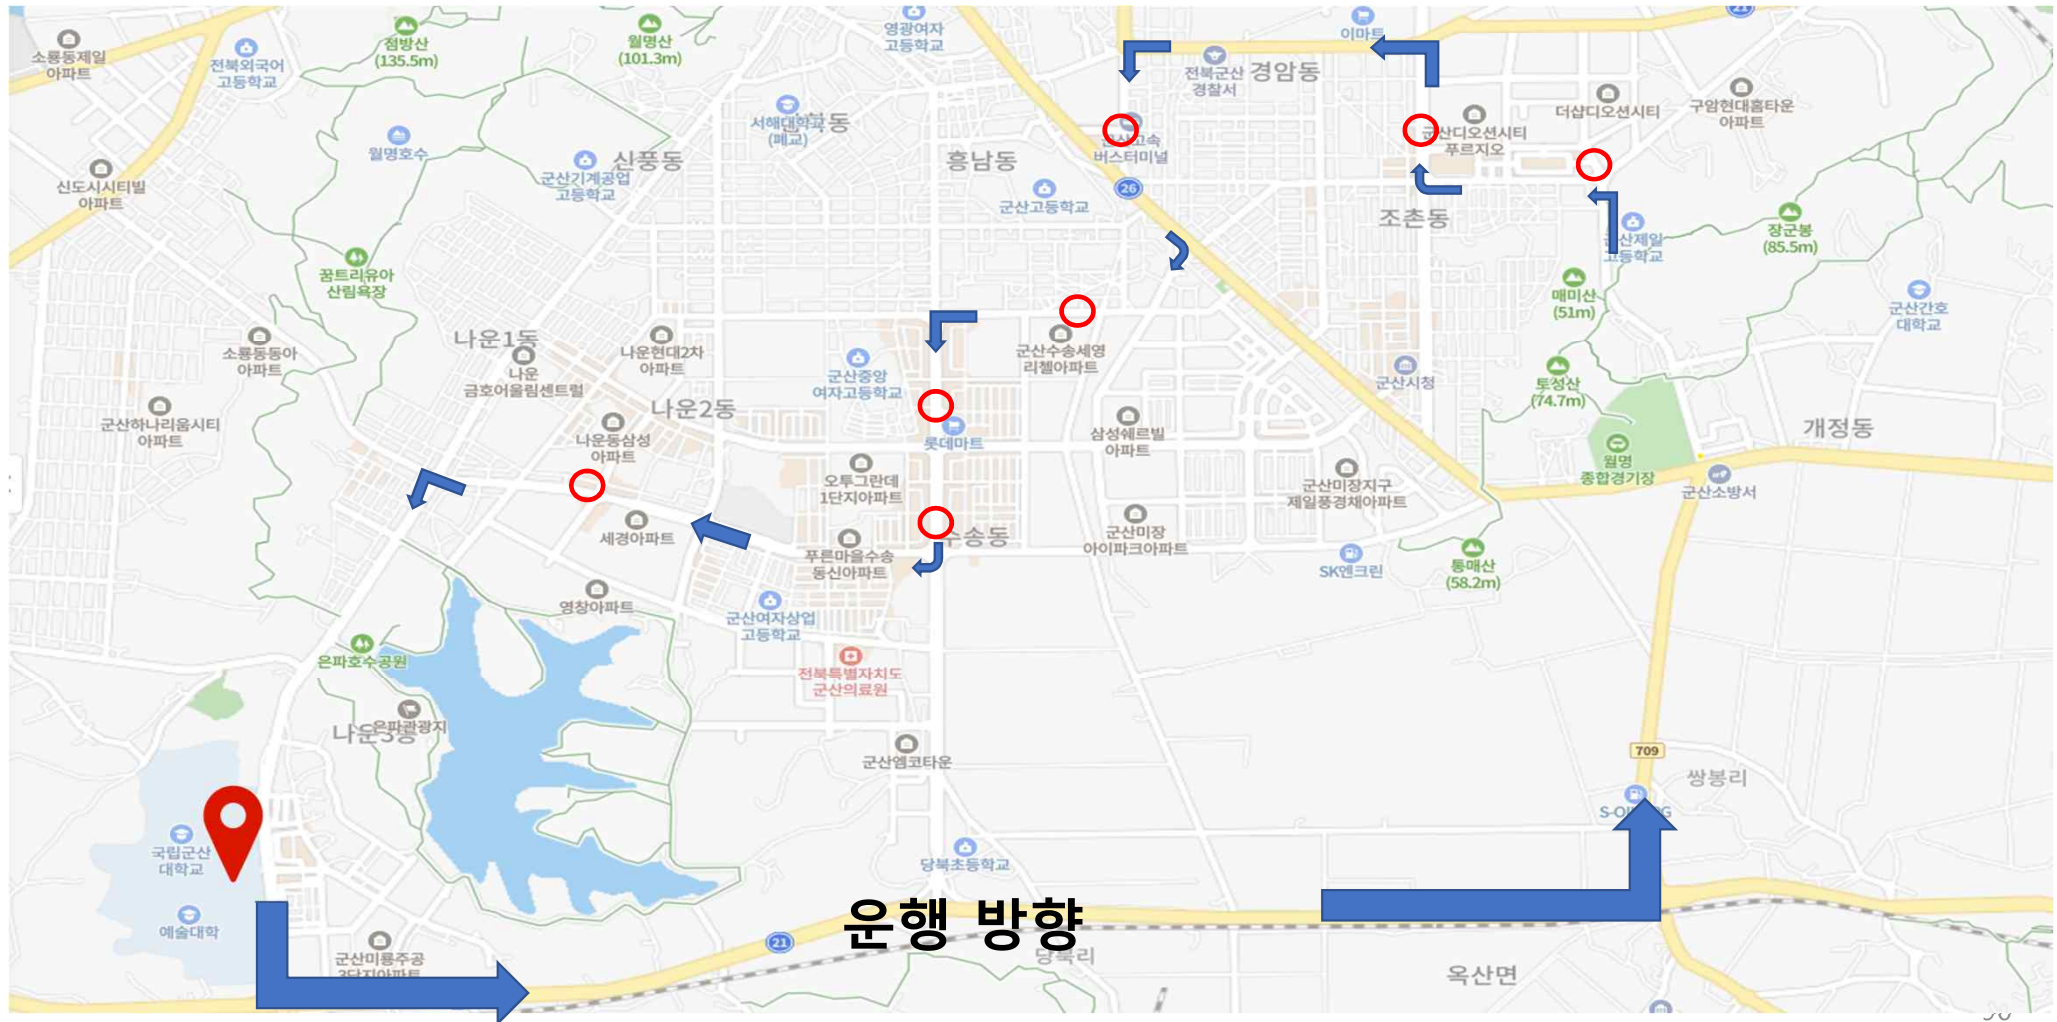 영광여자
고등학교
이마트
21
소룡동제일
아파트
전북외국어
고등학교
점방산
(135.5m)
월명산
(101.3m)
전북군산
경찰서
경암동
더샵디오션시티
구암현대홈타운
아파트
서해대학교
(폐교)
월명호수
신풍동
군산기계공업
고등학교
흥남동
버스터미널
군산디오션시티
푸르지오
신도시시티빌
아파트
26
군산고등학교
조촌동
군산제일
고등학교
장군봉
(85.5m)
꿈트리유아
산림욕장
매미산
(51m)
군산간호
대학교
소룡동동아
아파트
나운1동
나운
금호어울림센트럴
나운현대2차
아파트
군산중앙
여자고등학교
군산수송세영
리첼아파트
군산시청
토성산
(74.7m)
군산하나리움시티
아파트
나운2동
나운동삼성
아파트
롯데마트
삼성쉐르빌
아파트
개정동
월명
종합경기장
군산소방서
오투그란데
1단지아파트
군산미장지구
제일풍경채아파트
세경아파트
수송동
푸른마을수송
동신아파트
군산미장
아이파크아파트
SK엔크린
통매산
(58.2m)
영창아파트
군산여자상업
고등학교
은파호수공원
전북특별자치도
군산의료원
은파관광지
나운3동
군산엠코타운
709
쌍봉리
국립군산
대학교
당북초등학교
예술대학
운행 방향
21
군산미룡주공
3단지아파트
당북리
옥산면